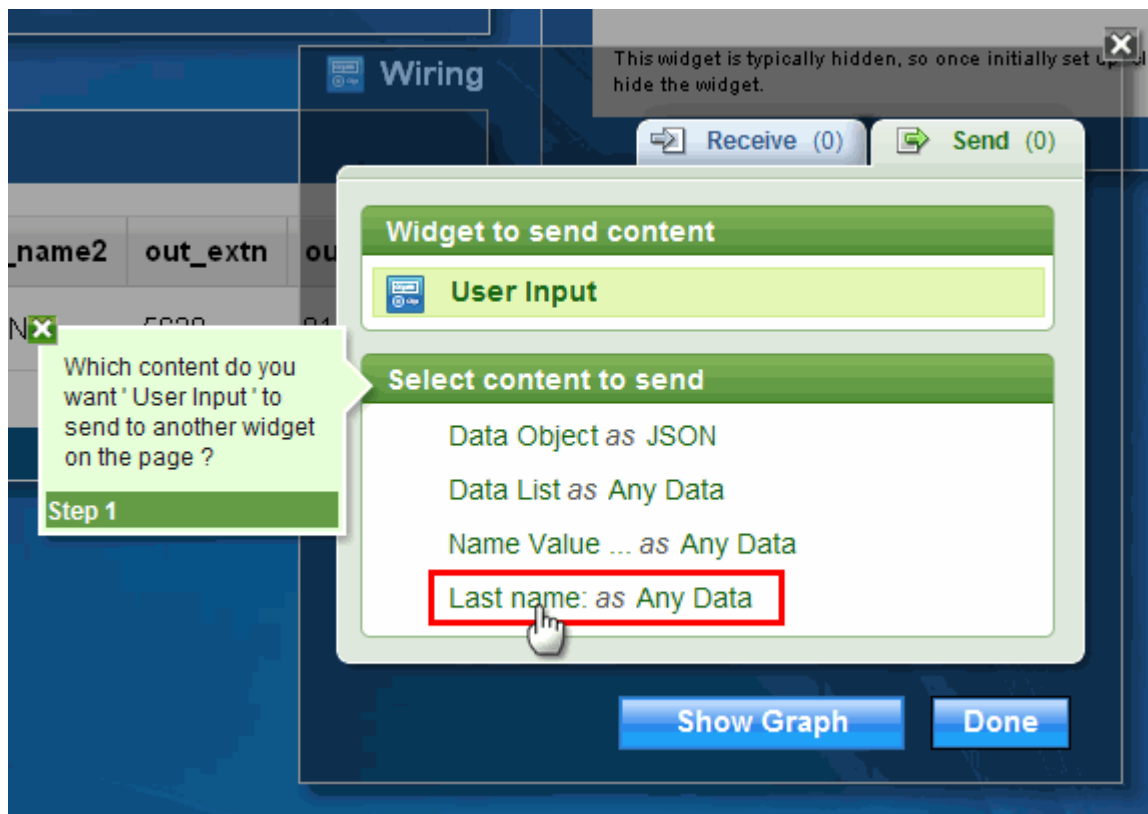 This widget is typically hidden, so once initially set
hide the widget.
Wiring
Receive (0)
Send (0)
Widget to send content
User Input
_name2
out_extn
ou
Which content do you
want ' User Input ' to
send to another widget
on the page ?
Step 1
Select content to send
Data Object as JSON
Data List as Any Data
Name Value ... as Any Data
Last name: as Any Data
Show Graph
Done